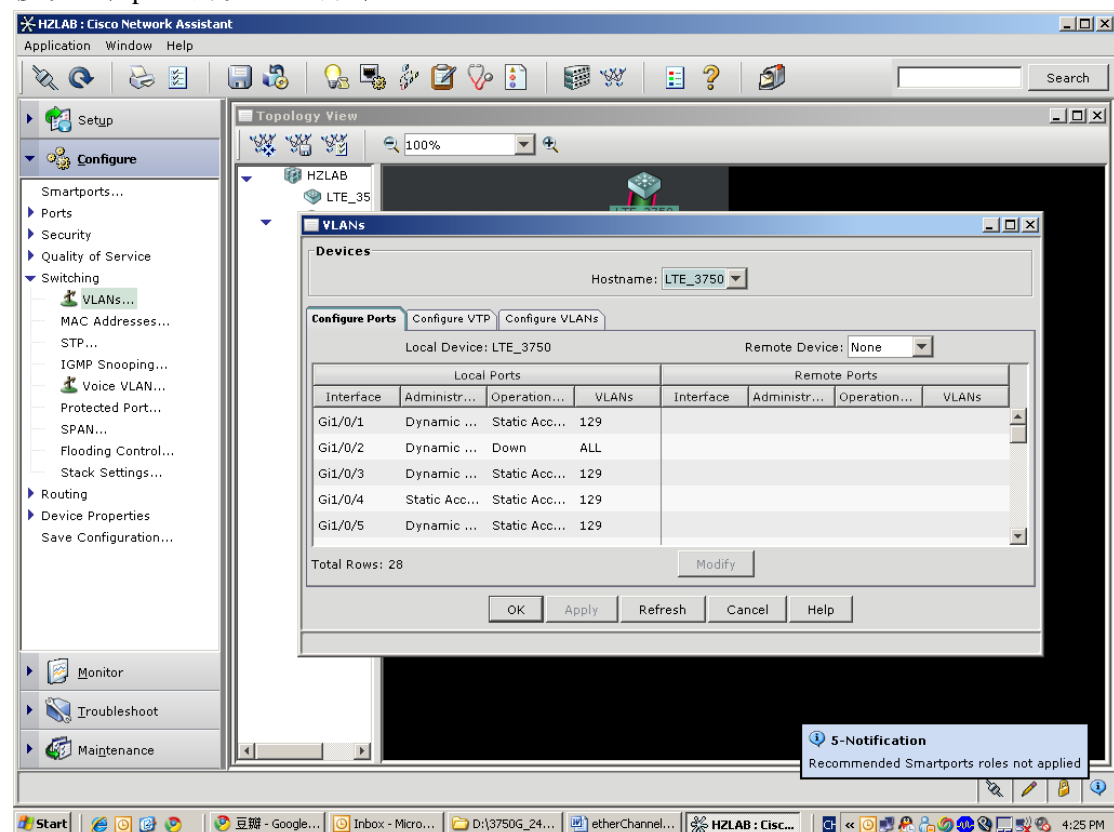 HZLAB : Cisco Network Assistant
Application Window Help
Search
Setup
Configure
Smartports...
Ports
Security
Quality of Service
Switching
VLANs...
MAC Addresses...
STP...
IGMP Snooping...
Voice VLAN...
Protected Port...
SPAN...
Flooding Control...
Stack Settings...
Routing
Device Properties
Save Configuration...
Monitor
Troubleshoot
Maintenance
Topology View
100%
HZLAB
LTE_35
LTE_3750
VLANs
Devices
Hostname: LTE_3750
Configure Ports Configure VTP Configure VLANs
Local Device: LTE_3750 Remote Device: None
Local Ports Remote Ports
Interface Administr... Operation... VLANs Interface Administr... Operation... VLANs
Gi1/0/1 Dynamic ... Static Acc... 129
Gi1/0/2 Dynamic ... Down ALL
Gi1/0/3 Dynamic ... Static Acc... 129
Gi1/0/4 Static Acc... Static Acc... 129
Gi1/0/5 Dynamic ... Static Acc... 129
Total Rows: 28 Modify
OK Apply Refresh Cancel Help
5-Notification
Recommended Smartports roles not applied
Start 豆瓣 - Google... Inbox - Micro... D:\3750G_24... etherChannel... HZLAB : Cisc... CH « 4:25 PM